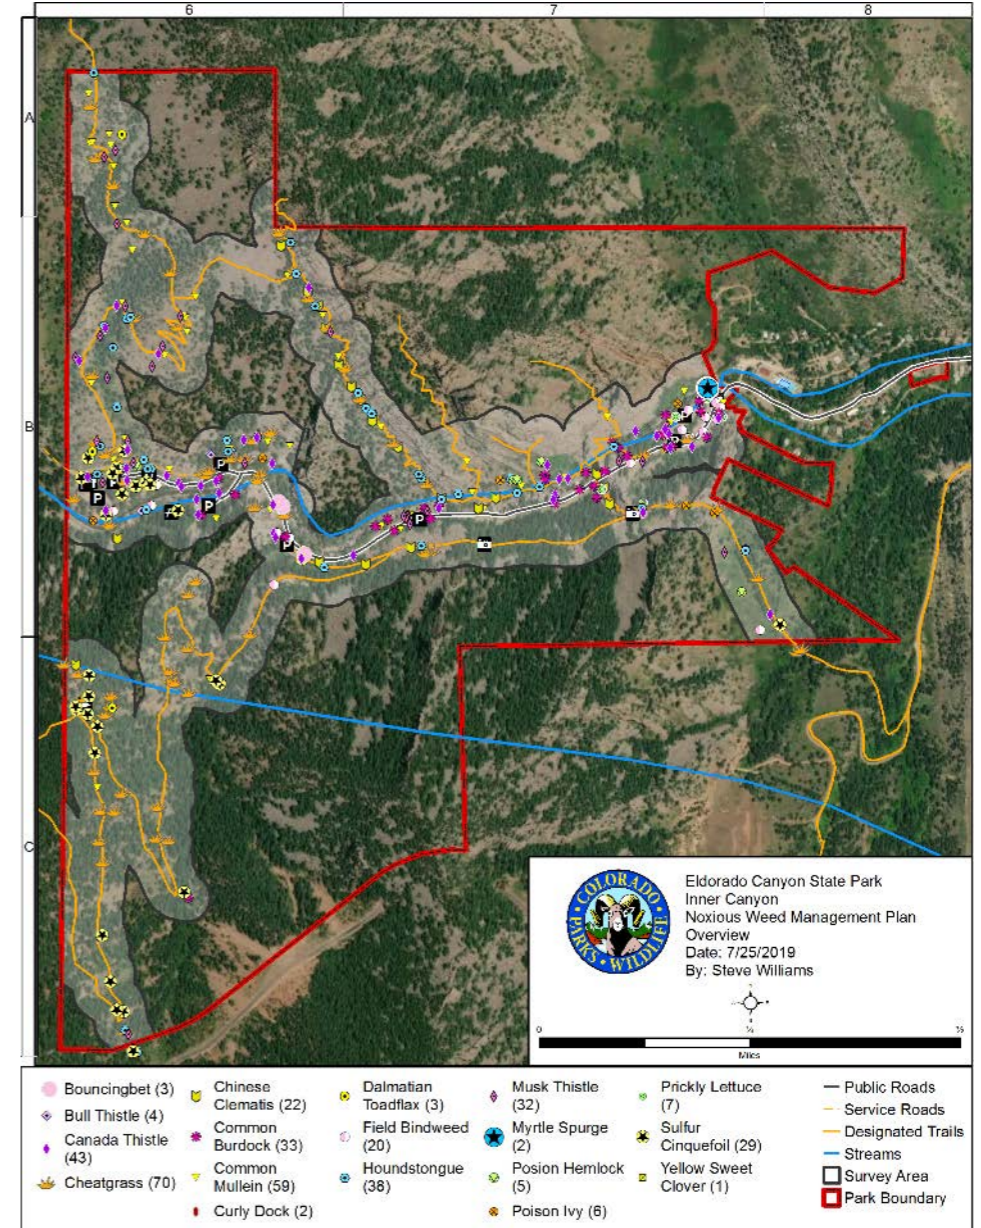 6 7 8
A
B
C
P
P
P
P
P
P
P
P
COLORADO
PARKS • WILDLIFE
Eldorado Canyon State Park
Inner Canyon
Noxious Weed Management Plan
Overview
Date: 7/25/2019
By: Steve Williams
0
Miles
Bouncingbet (3)
Bull Thistle (4)
Canada Thistle
(43)
Cheatgrass (70)
Chinese
Clematis (22)
Common
Burdock (33)
Common
Mullein (59)
Curly Dock (2)
Dalmatian
Toadflax (3)
Field Bindweed
(20)
Houndstongue
(38)
Musk Thistle
(32)
Myrtle Spurge
(2)
Posion Hemlock
(5)
Poison Ivy (6)
Prickly Lettuce
(7)
Sulfur
Cinquefoil (29)
Yellow Sweet
Clover (1)
Public Roads
Service Roads
Designated Trails
Streams
Survey Area
Park Boundary